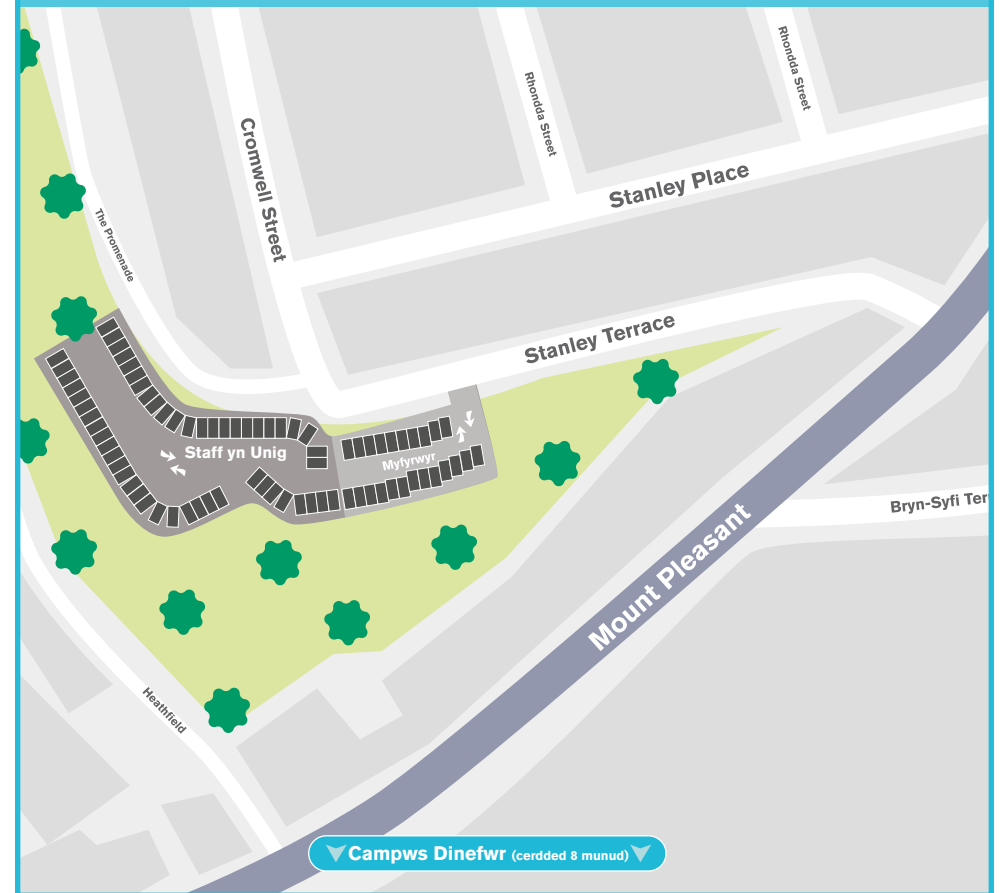 Rhondda Street
Rhondda Street
Cromwell Street
Stanley Place
The Promenade
Stanley Terrace
Staff yn Unig
Myfyrwyr
Bryn-Syfi Ter
Mount Pleasant
Heathfield
Campws Dinefwr (cerdded 8 munud)